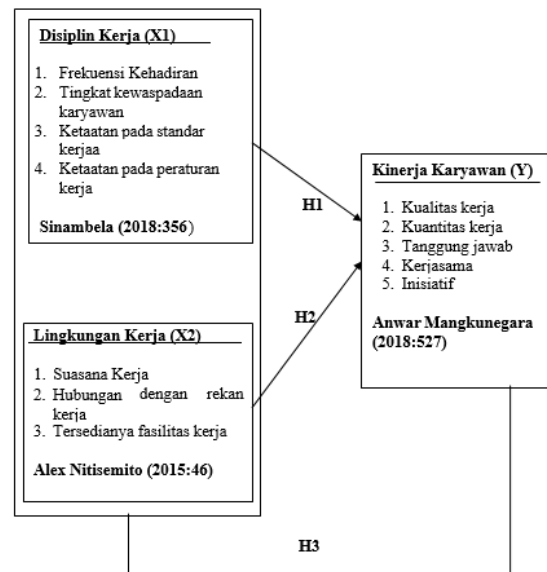 Disiplin Kerja (X1)
1. Frekuensi Kehadiran
2. Tingkat kewaspadaan
karyawan
3. Ketaatan pada standar
kerjaa
4. Ketaatan pada peraturan
kerja
Sinambela (2018:356)
H1
Kinerja Karyawan (Y)
1. Kualitas kerja
2. Kuantitas kerja
3. Tanggung jawab
4. Kerjasama
5. Inisiatif
Anwar Mangkunegara
(2018:527)
H2
Lingkungan Kerja (X2)
1. Suasana Kerja
2. Hubungan dengan rekan
kerja
3. Tersedianya fasilitas kerja
Alex Nitisemito (2015:46)
H3